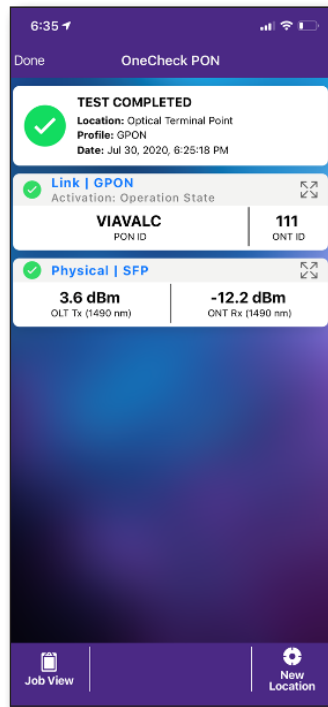 6:35
Done
OneCheck PON
TEST COMPLETED
Location: Optical Terminal Point
Profile: GPON
Date: Jul 30, 2020, 6:25:18 PM
Link | GPON
Activation: Operation State
VIAVALC
PON ID
111
ONT ID
Physical | SFP
3.6 dBm
OLT Tx (1490 nm)
-12.2 dBm
ONT Rx (1490 nm)
Job View
New
Location